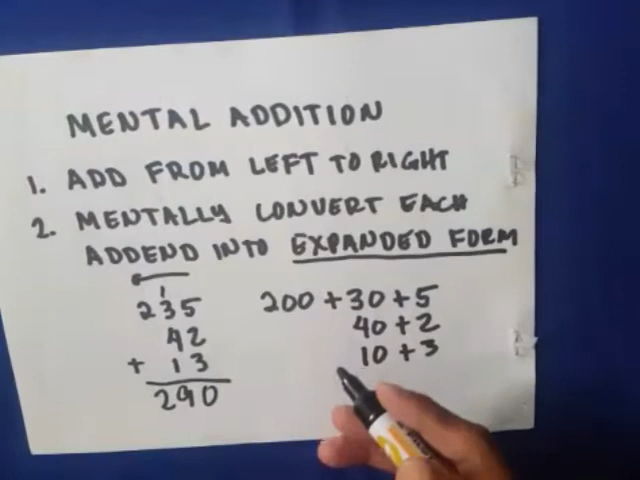 MENTAL ADDITION
1. ADD FROM LEFT TO RIGHT
2. MENTALLY CONVERT EACH
ADDEND INTO EXPANDED FORM
1
235
42
+ 13
290
200 + 30 + 5
40 + 2
10 + 3